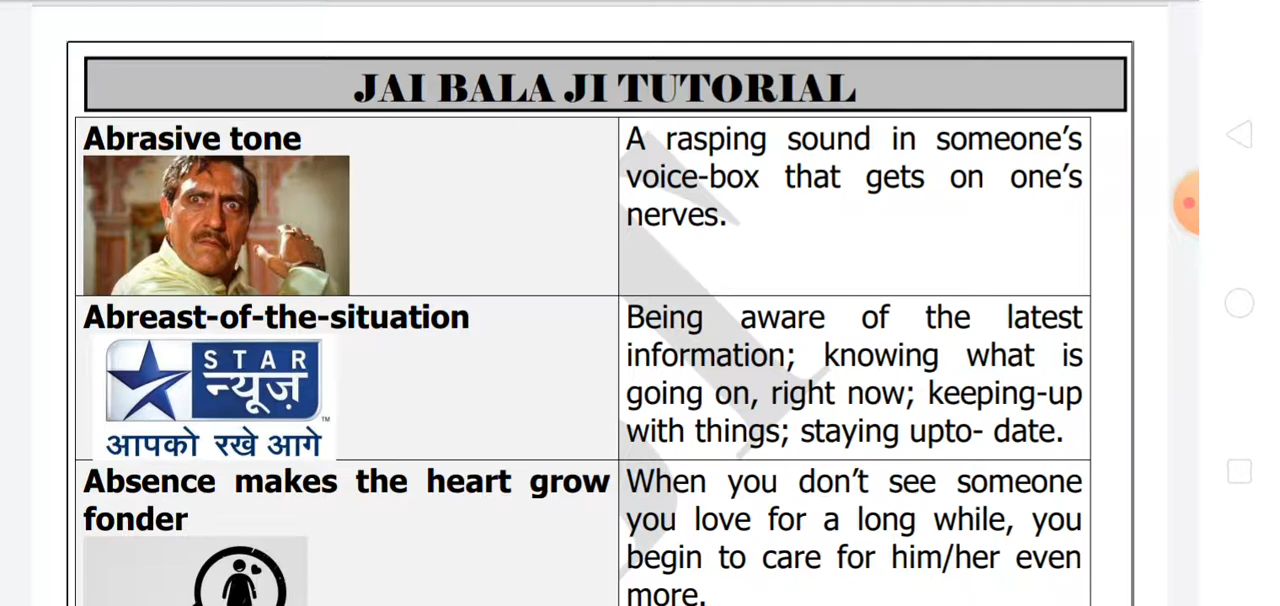 JAI BALA JI TUTORIAL
Abrasive tone
A rasping sound in someone’s
voice-box that gets on one’s
nerves.
Abreast-of-the-situation
STAR
न्यूज़
TM
आपको रखे आगे
Being aware of the latest
information; knowing what is
going on, right now; keeping-up
with things; staying upto- date.
Absence makes the heart grow
fonder
When you don’t see someone
you love for a long while, you
begin to care for him/her even
more.